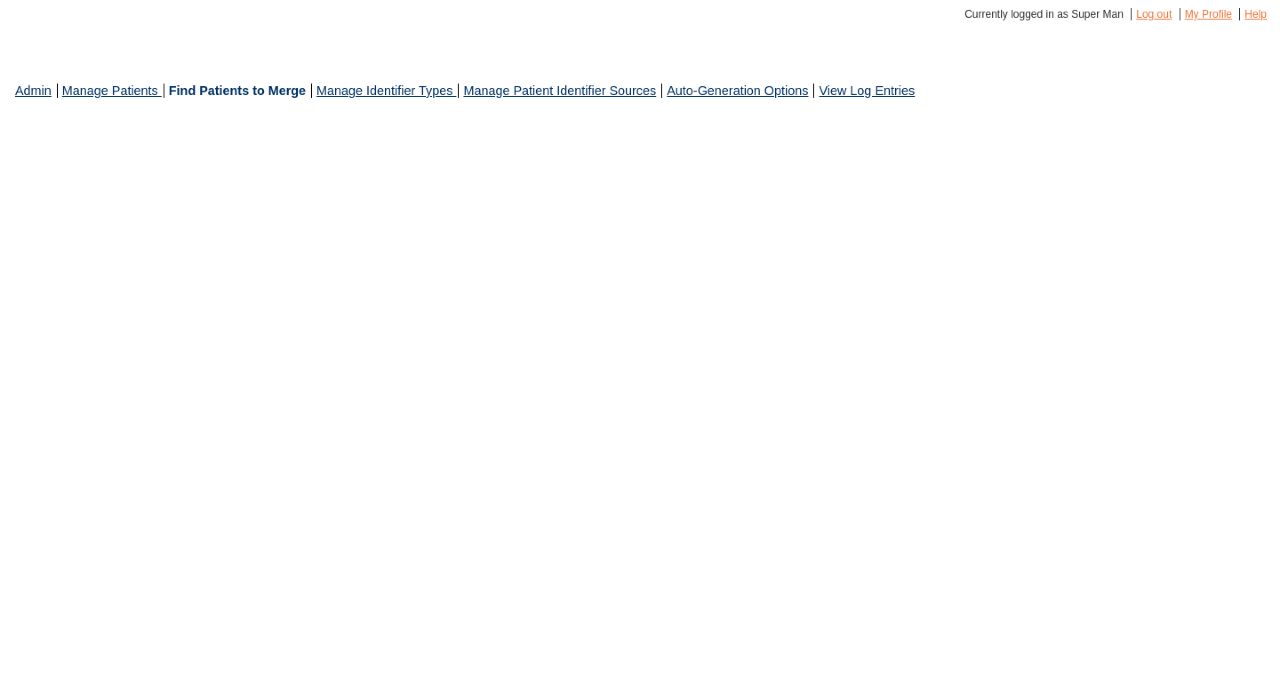 Currently logged in as Super Man | Log out | My Profile | Help
Admin | Manage Patients | Find Patients to Merge | Manage Identifier Types | Manage Patient Identifier Sources | Auto-Generation Options | View Log Entries